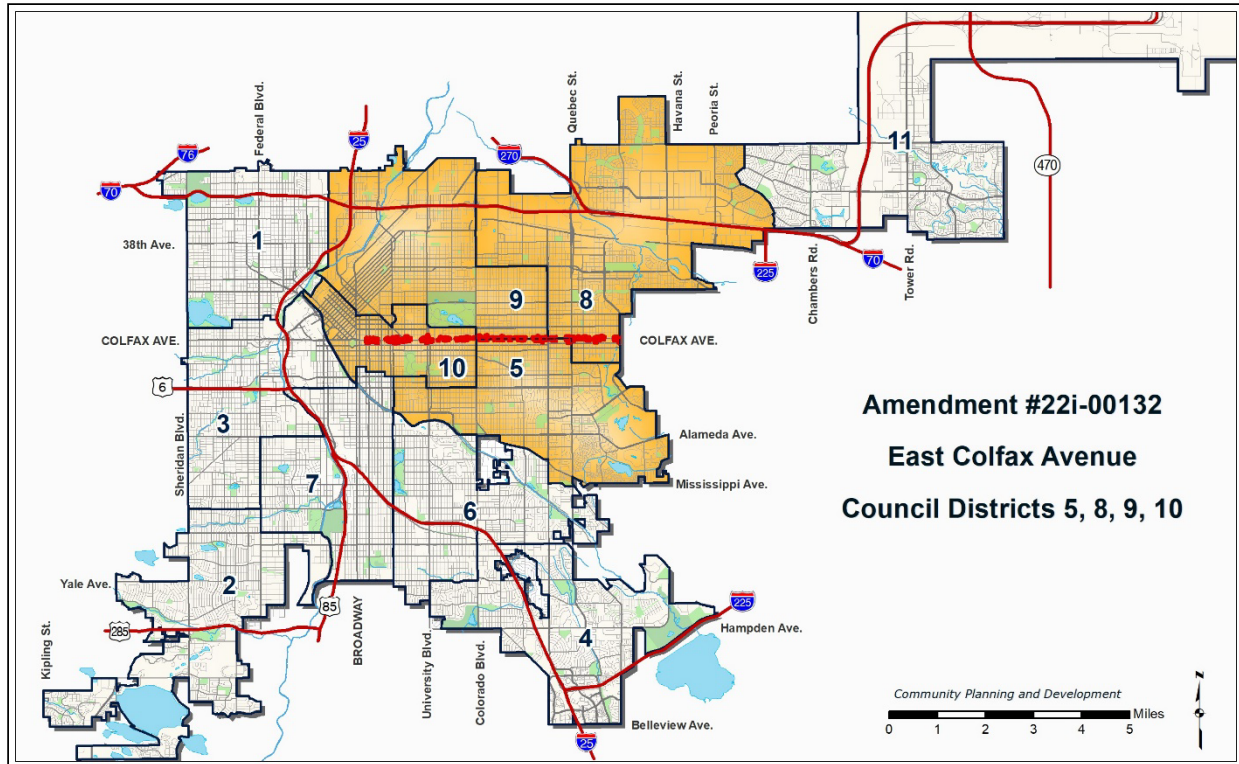 Federal Blvd.
Quebec St.
Havana St.
Peoria St.
76
25
270
70
11
470
38th Ave.
1
225
70
Chambers Rd.
Tower Rd.
9
8
COLFAX AVE.
COLFAX AVE.
10
5
6
Sheridan Blvd.
3
Amendment #22i-00132
East Colfax Avenue
Council Districts 5, 8, 9, 10
Alameda Ave.
Mississippi Ave.
7
6
Yale Ave.
2
85
BROADWAY
University Blvd.
Colorado Blvd.
225
Hampden Ave.
285
Kipling St.
4
Belleview Ave.
25
Community Planning and Development
Miles
0 1 2 3 4 5
N